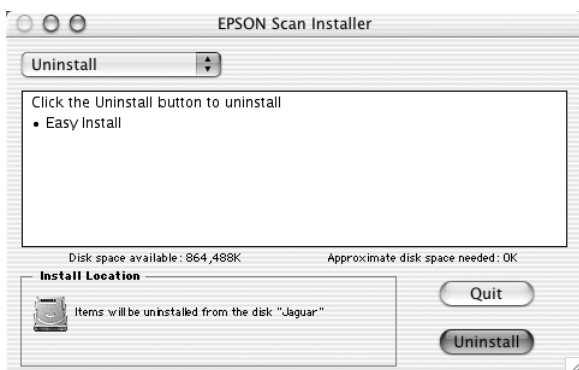 EPSON Scan Installer
Uninstall
Click the Uninstall button to uninstall
• Easy Install
Disk space available: 864,488K Approximate disk space needed: 0K
Install Location
Items will be uninstalled from the disk "Jaguar"
Quit
Uninstall